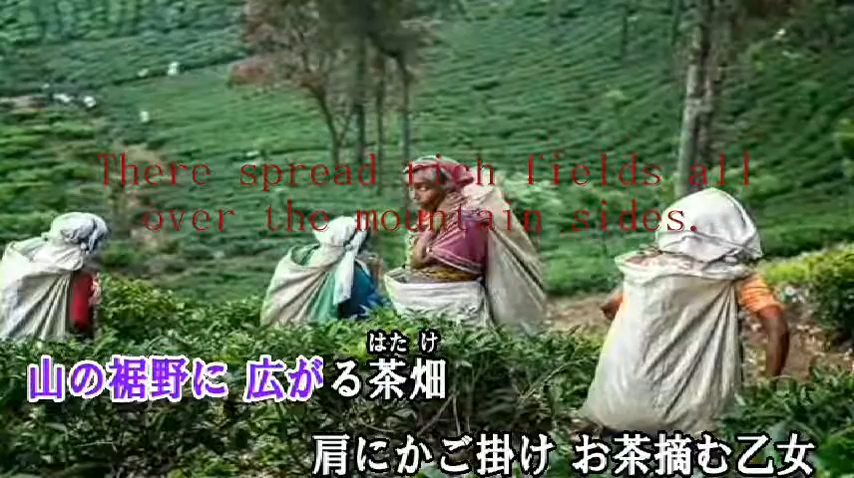 There spread rich fields all
over the mountain sides.
はたけ
山の裾野に 広がる茶畑
肩にかご掛け お茶摘む乙女